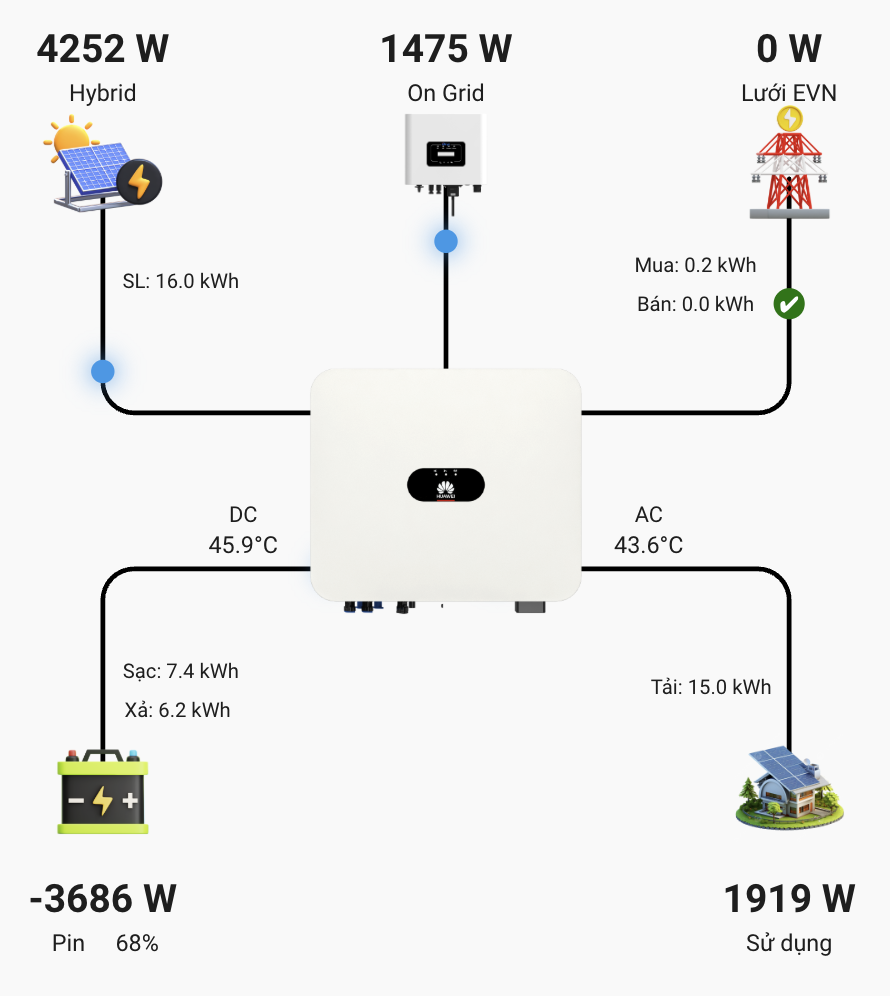 4252 W
Hybrid
1475 W
On Grid
0 W
Lưới EVN
SL: 16.0 kWh
Mua: 0.2 kWh
Bán: 0.0 kWh
HUAWEI
DC
45.9°C
AC
43.6°C
Sạc: 7.4 kWh
Xả: 6.2 kWh
Tải: 15.0 kWh
-3686 W
Pin 68%
1919 W
Sử dụng